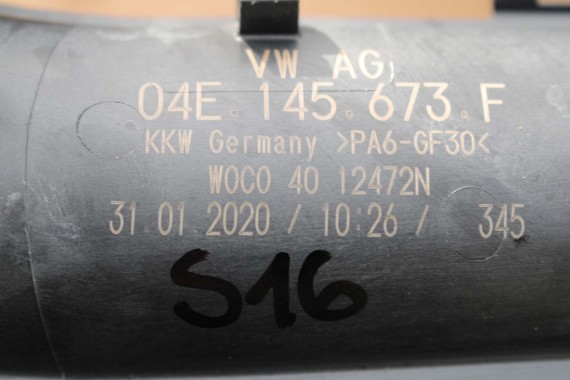 VW AG
04E.145.673.F
KKW Germany >PA6-GF30<
WOCO 40 12472N
31.01.2020 / 10:26 / 345
S16